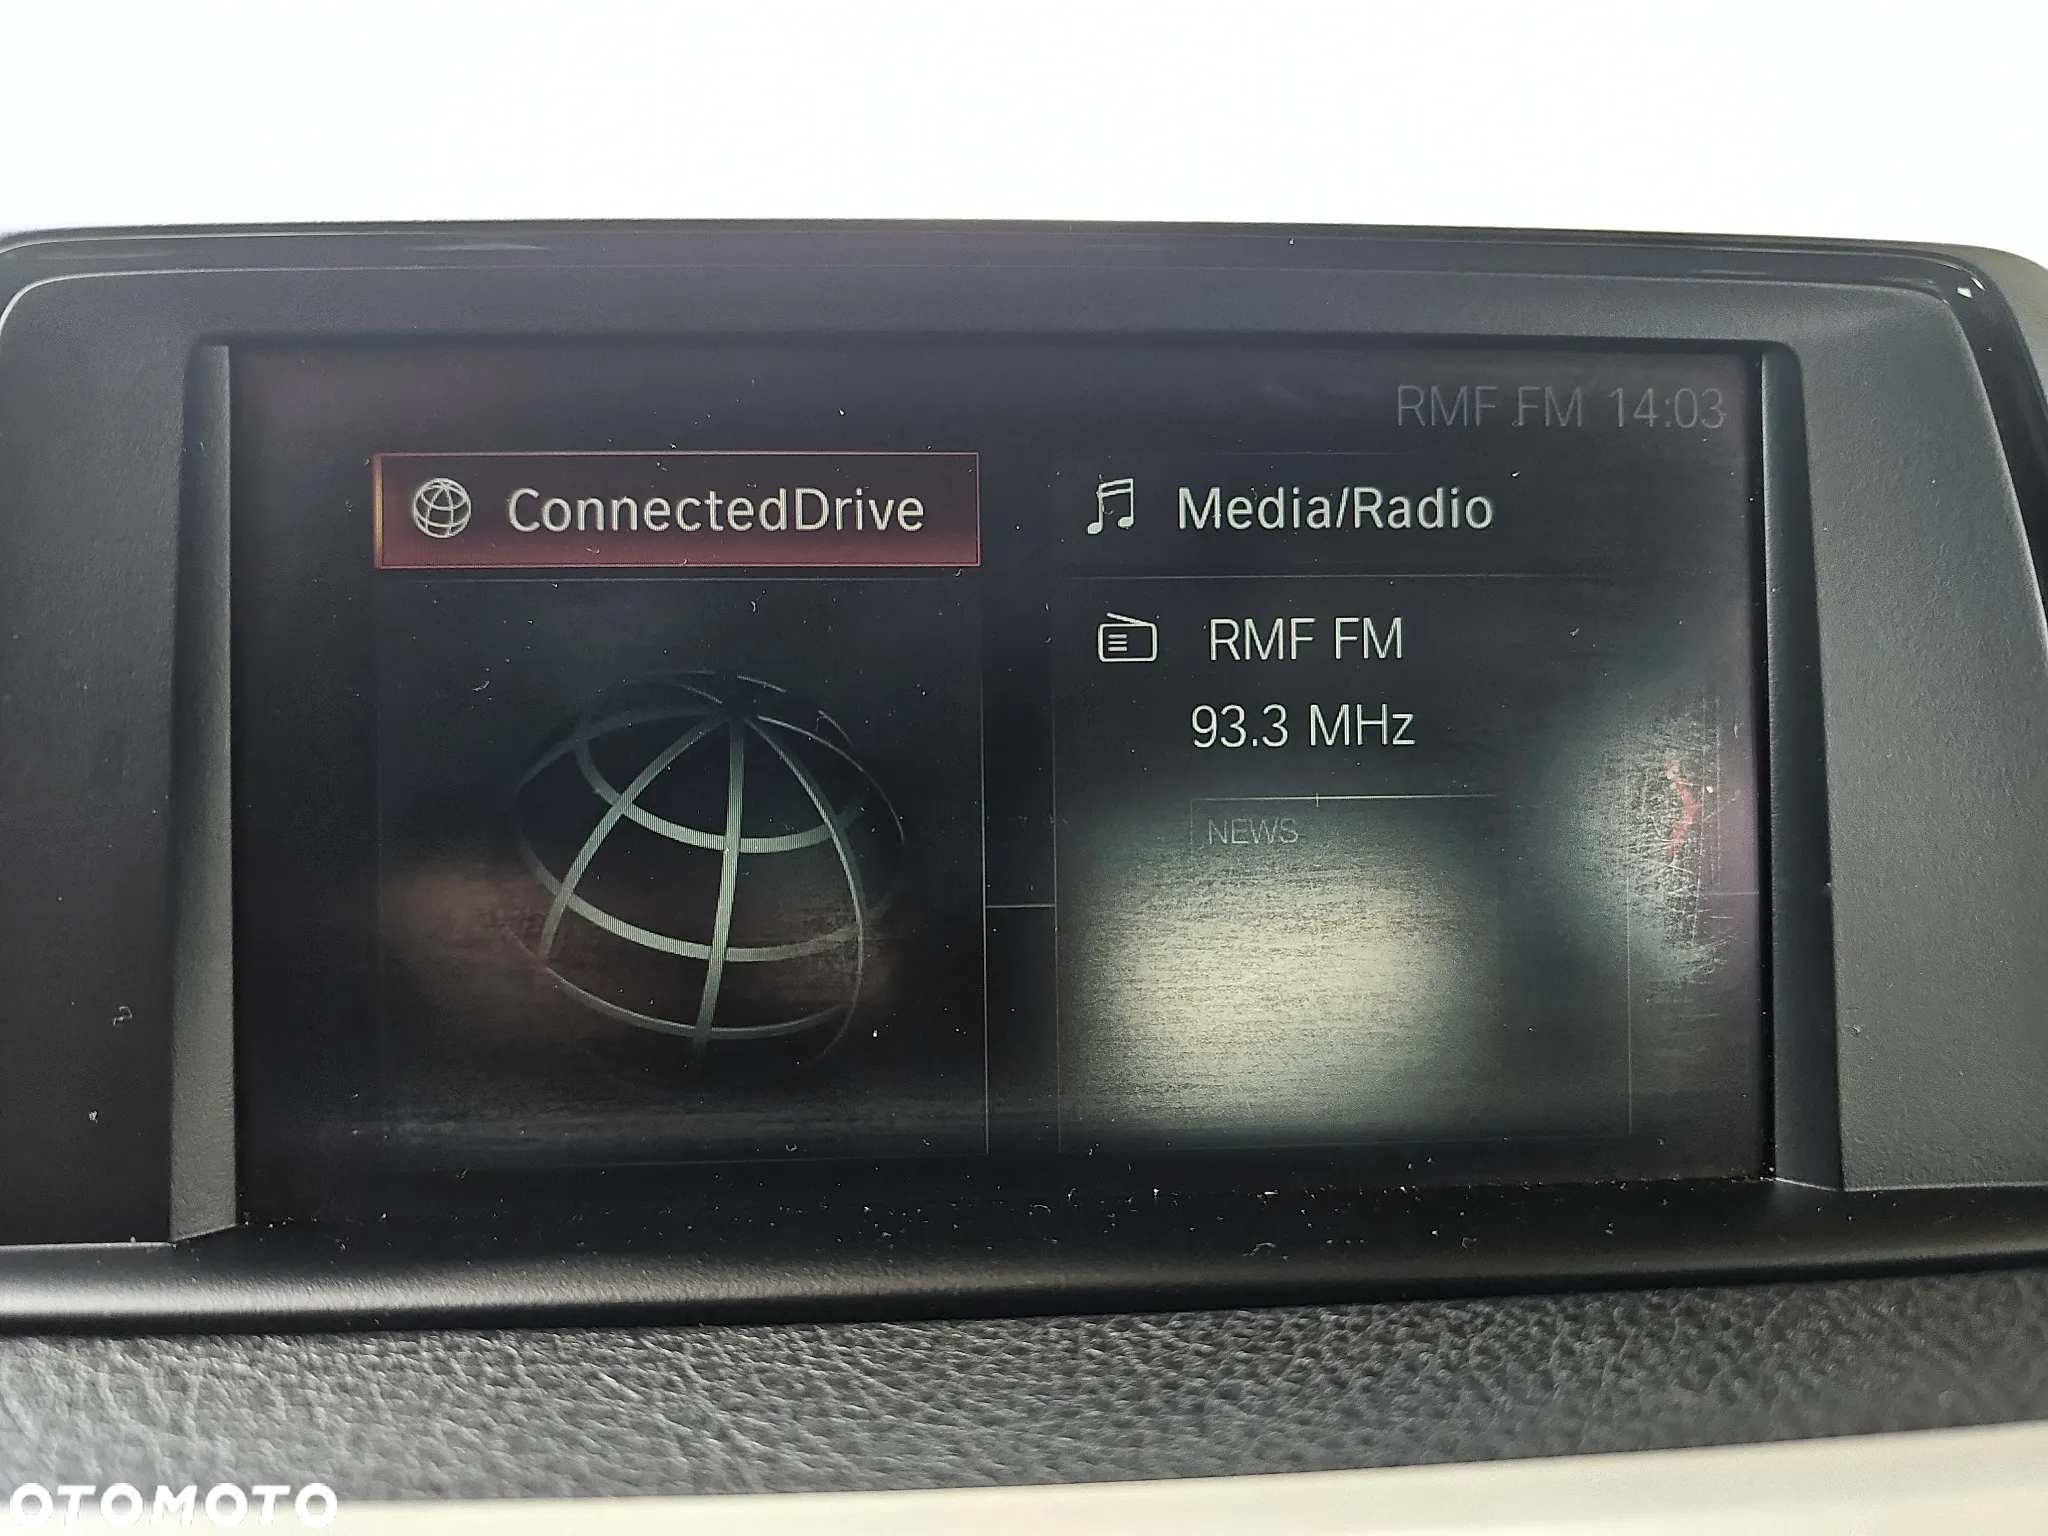 RMF FM 14:03
ConnectedDrive
Media/Radio
RMF FM
93.3 MHz
NEWS
OTOMOTO